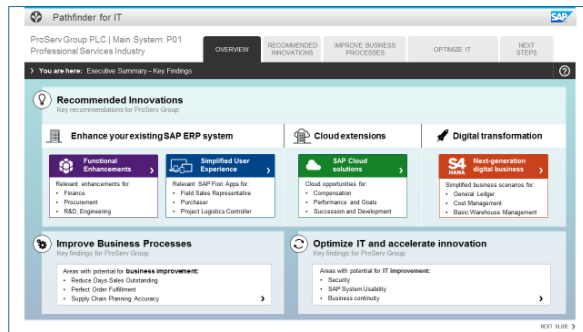 Pathfinder for IT
SAP
ProServ Group PLC | Main System: P01
Professional Services Industry
OVERVIEW
RECOMMENDED
INNOVATIONS
IMPROVE BUSINESS
PROCESSES
OPTIMIZE IT
NEXT
STEPS
You are here: Executive Summary – Key Findings
?
Recommended Innovations
Key recommendations for ProServ Group:
Enhance your existing SAP ERP system
Cloud extensions
Digital transformation
Functional
Enhancements
Relevant enhancements for:
• Finance
• Procurement
• R&D, Engineering
Simplified User
Experience
Relevant SAP Fiori Apps for:
• Field Sales Representative
• Purchaser
• Project Logistics Controller
SAP Cloud
solutions
Cloud opportunities for:
• Compensation
• Performance and Goals
• Succession and Development
S4
HANA
Next-generation
digital business
Simplified business scenarios for:
• General Ledger
• Cost Management
• Basic Warehouse Management
Improve Business Processes
Key findings for ProServ Group:
Areas with potential for business improvement:
• Reduce Days Sales Outstanding
• Perfect Order Fulfillment
• Supply Chain Planning Accuracy
Optimize IT and accelerate innovation
Key findings for ProServ Group:
Areas with potential for IT improvement:
• Security
• SAP System Usability
• Business continuity
NEXT SLIDE